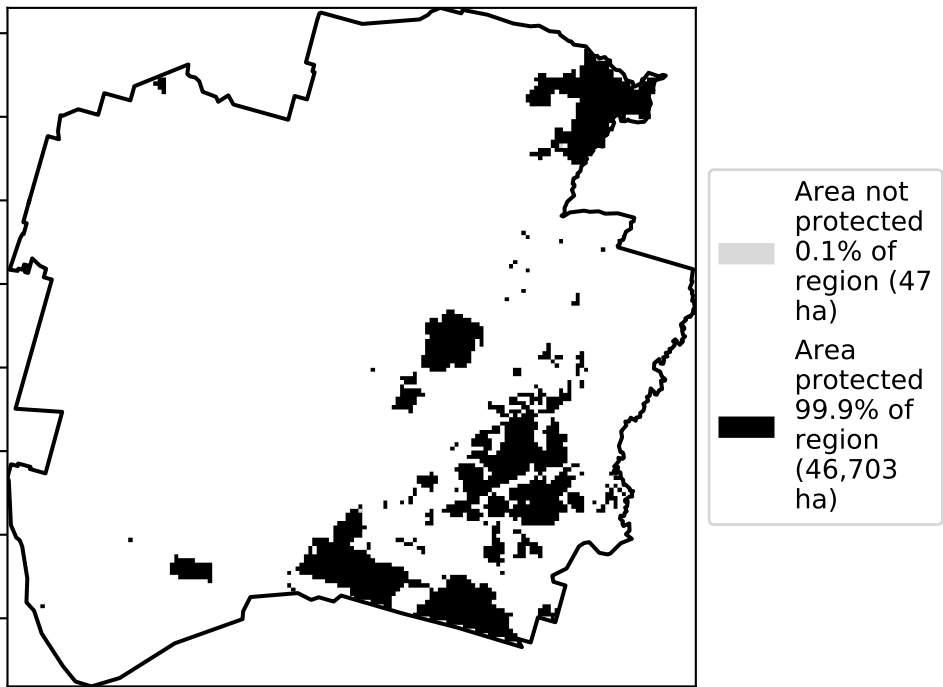 Area not
protected
0.1% of
region (47
ha)
Area
protected
99.9% of
region
(46,703
ha)